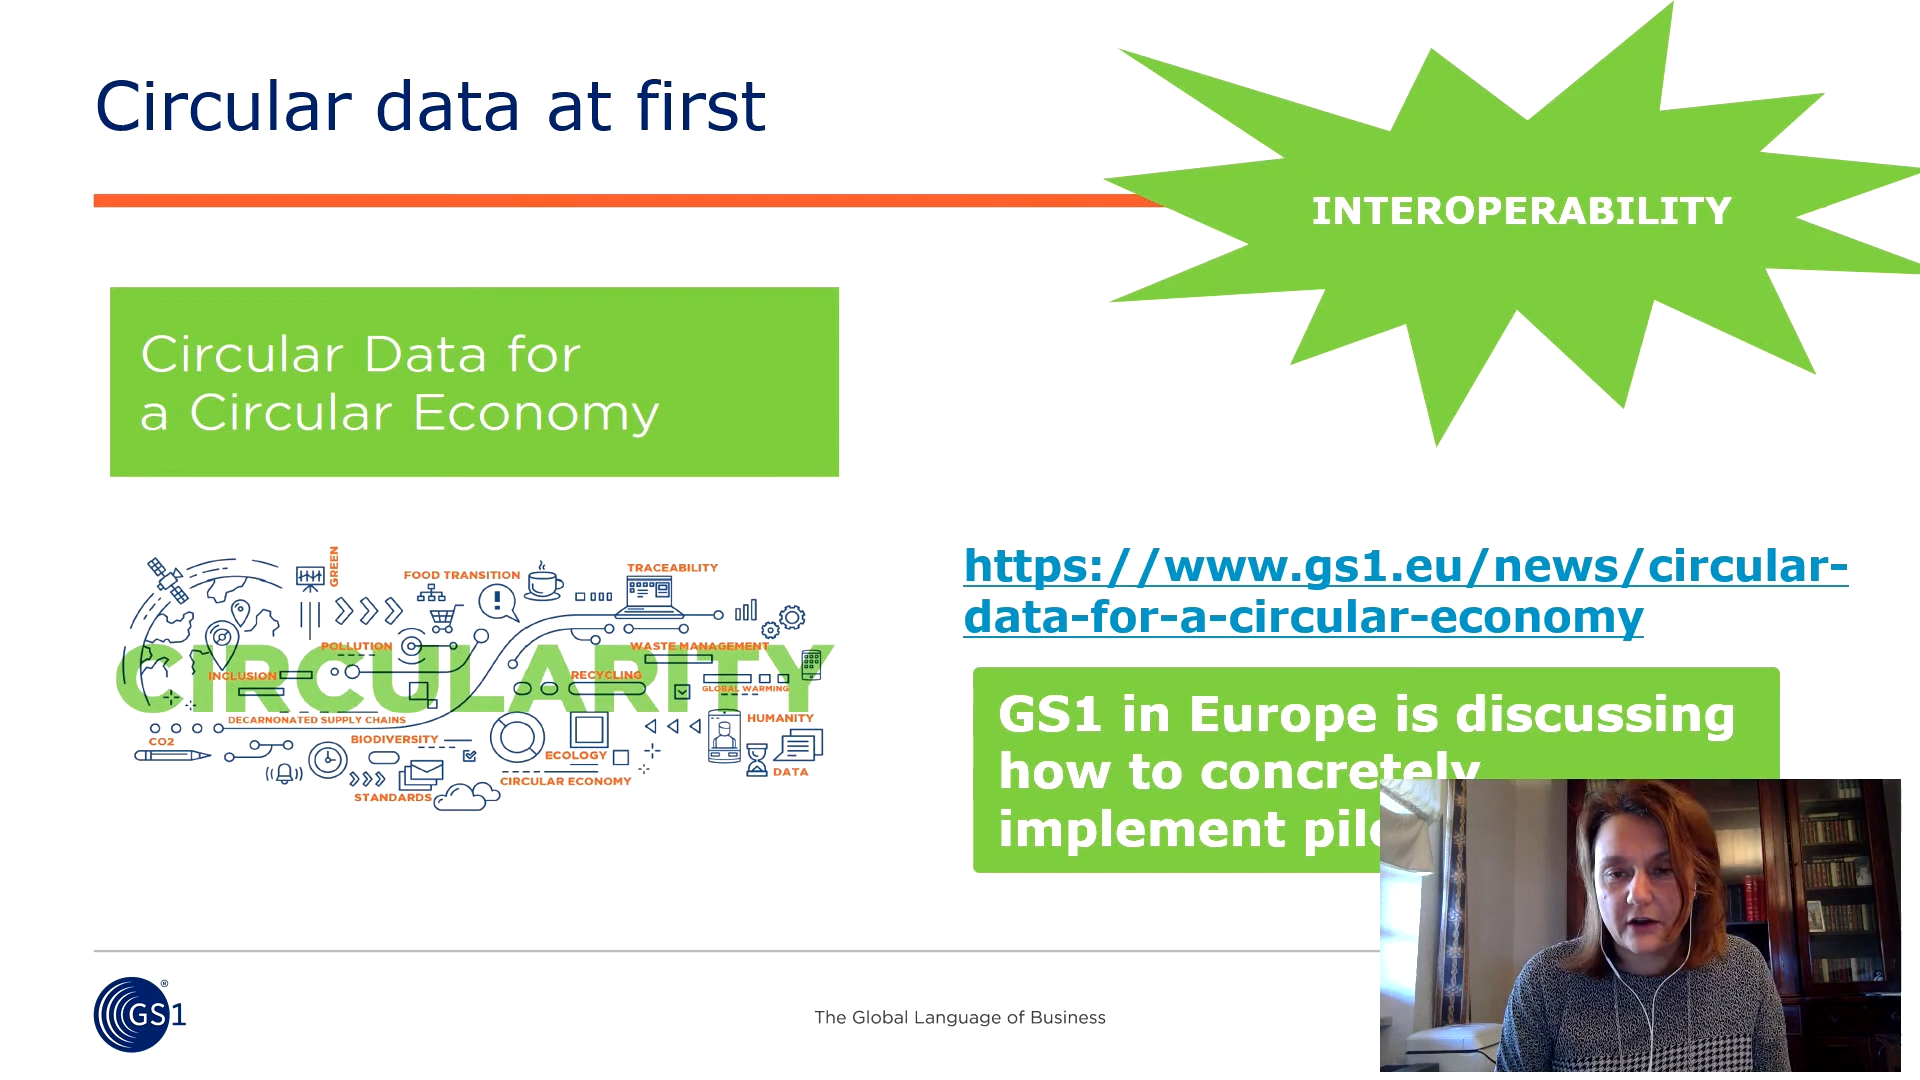 Circular data at first
INTEROPERABILITY
Circular Data for
a Circular Economy
https://www.gs1.eu/news/circular-
data-for-a-circular-economy
GREEN
FOOD TRANSITION
TRACEABILITY
POLLUTION
WASTE MANAGEMENT
CIRCULARITY
INCLUSION
RECYCLING
GLOBAL WARMING
DECARNONATED SUPPLY CHAINS
HUMANITY
CO2
BIODIVERSITY
ECOLOGY
DATA
CIRCULAR ECONOMY
STANDARDS
GS1 in Europe is discussing
how to concretely
implement
GS1
®
The Global Language of Business